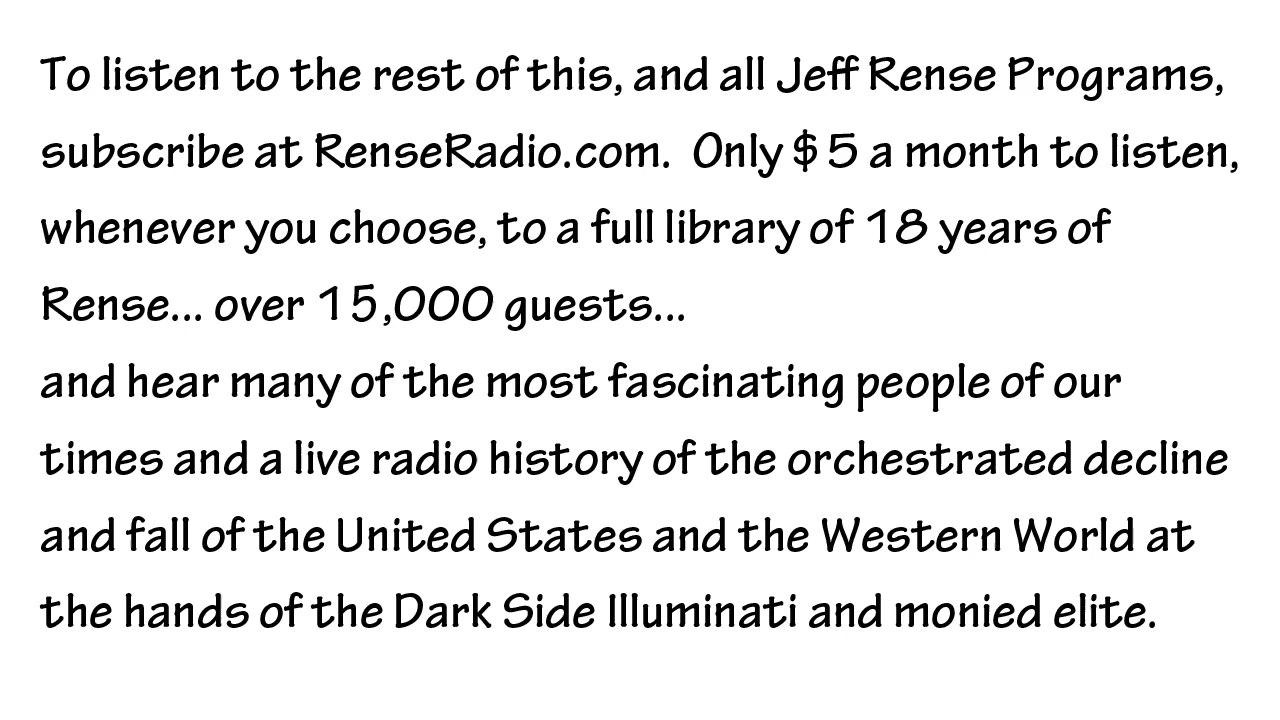 To listen to the rest of this, and all Jeff Rense Programs,
subscribe at RenseRadio.com.  Only $5 a month to listen,
whenever you choose, to a full library of 18 years of
Rense... over 15,000 guests...
and hear many of the most fascinating people of our
times and a live radio history of the orchestrated decline
and fall of the United States and the Western World at
the hands of the Dark Side Illuminati and monied elite.